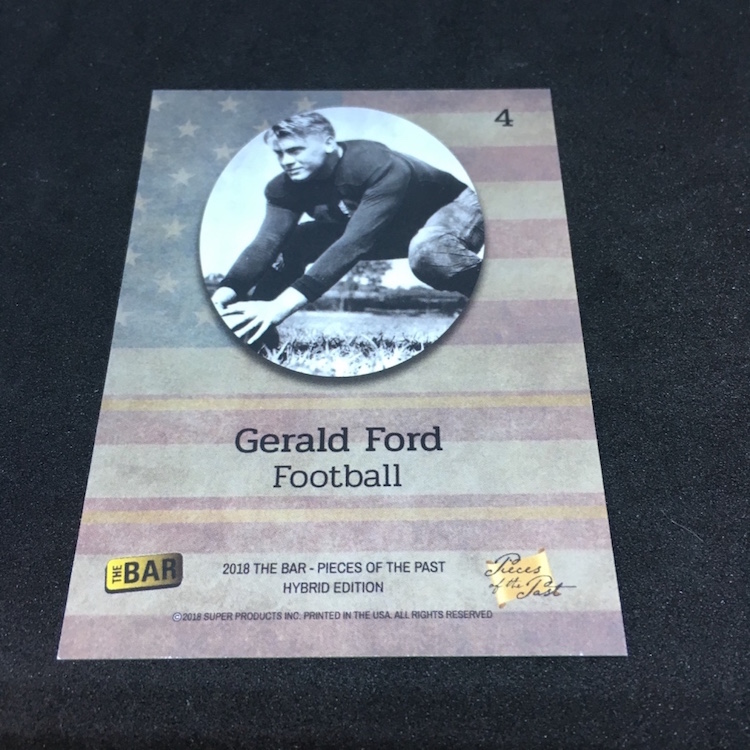 4
Gerald Ford
Football
THE BAR
2018 THE BAR - PIECES OF THE PAST
HYBRID EDITION
Pieces
of the Past
©2018 SUPER PRODUCTS INC. PRINTED IN THE USA. ALL RIGHTS RESERVED